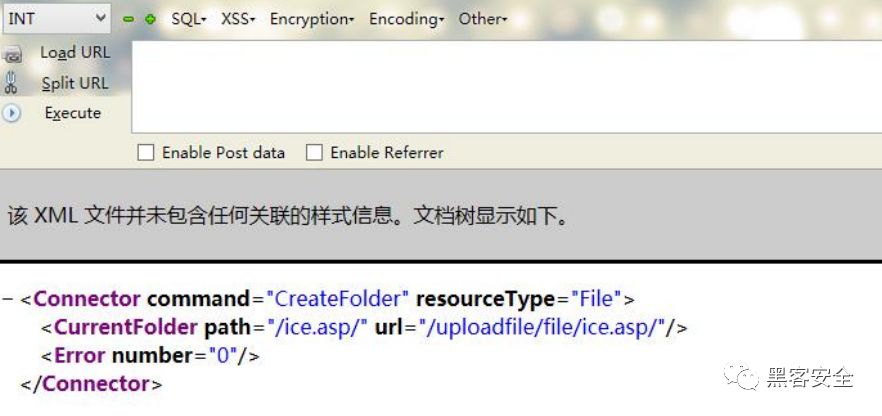 INT SQL- XSS- Encryption- Encoding- Other-
Load URL
Split URL
Execute
Enable Post data Enable Referrer
该 XML 文件并未包含任何关联的样式信息。文档树显示如下。
– <Connector command="CreateFolder" resourceType="File">
<CurrentFolder path="/ice.asp/" url="/uploadfile/file/ice.asp/"/>
<Error number="0"/>
</Connector>
黑客安全